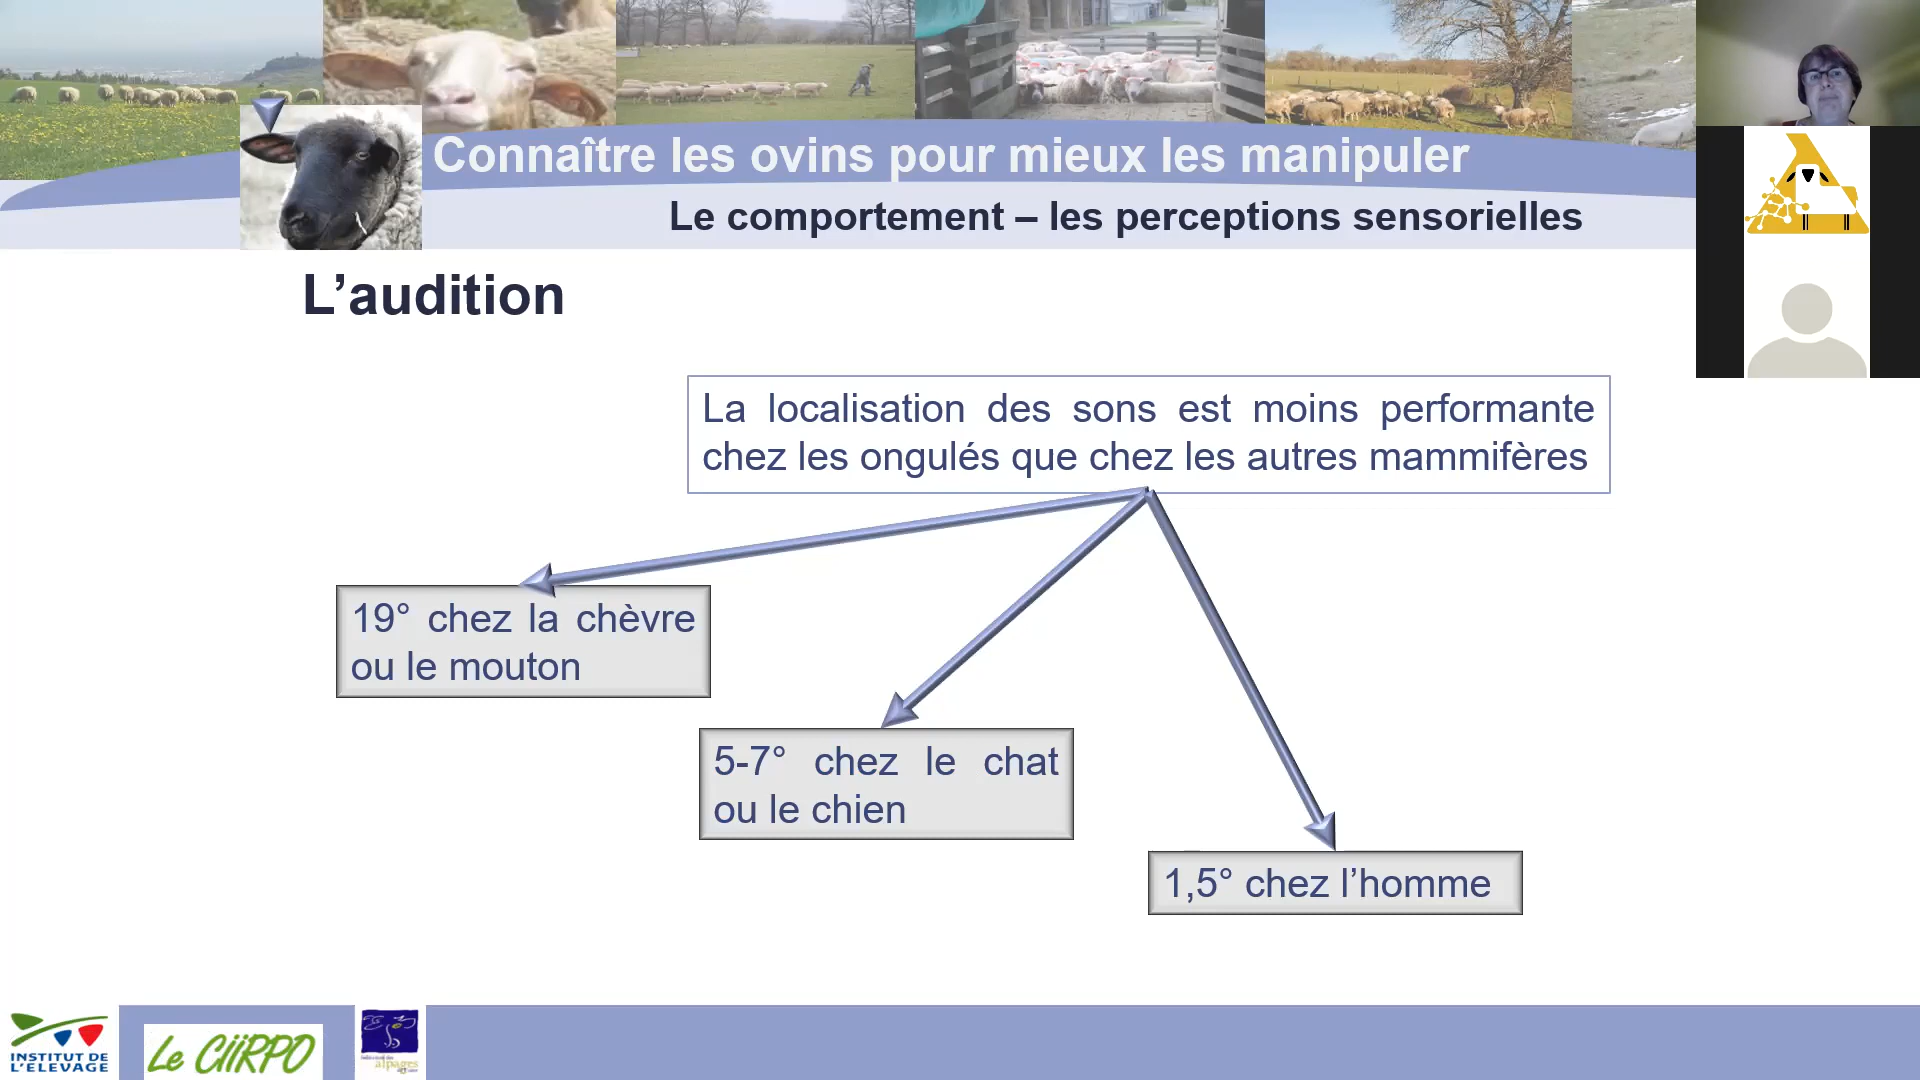 Connaître les ovins pour mieux les manipuler
Le comportement – les perceptions sensorielles
L’audition
La localisation des sons est moins performante
chez les ongulés que chez les autres mammifères
19° chez la chèvre
ou le mouton
5-7° chez le chat
ou le chien
1,5° chez l’homme
INSTITUT DE
L'ELEVAGE
Le CIIRPO
alpages